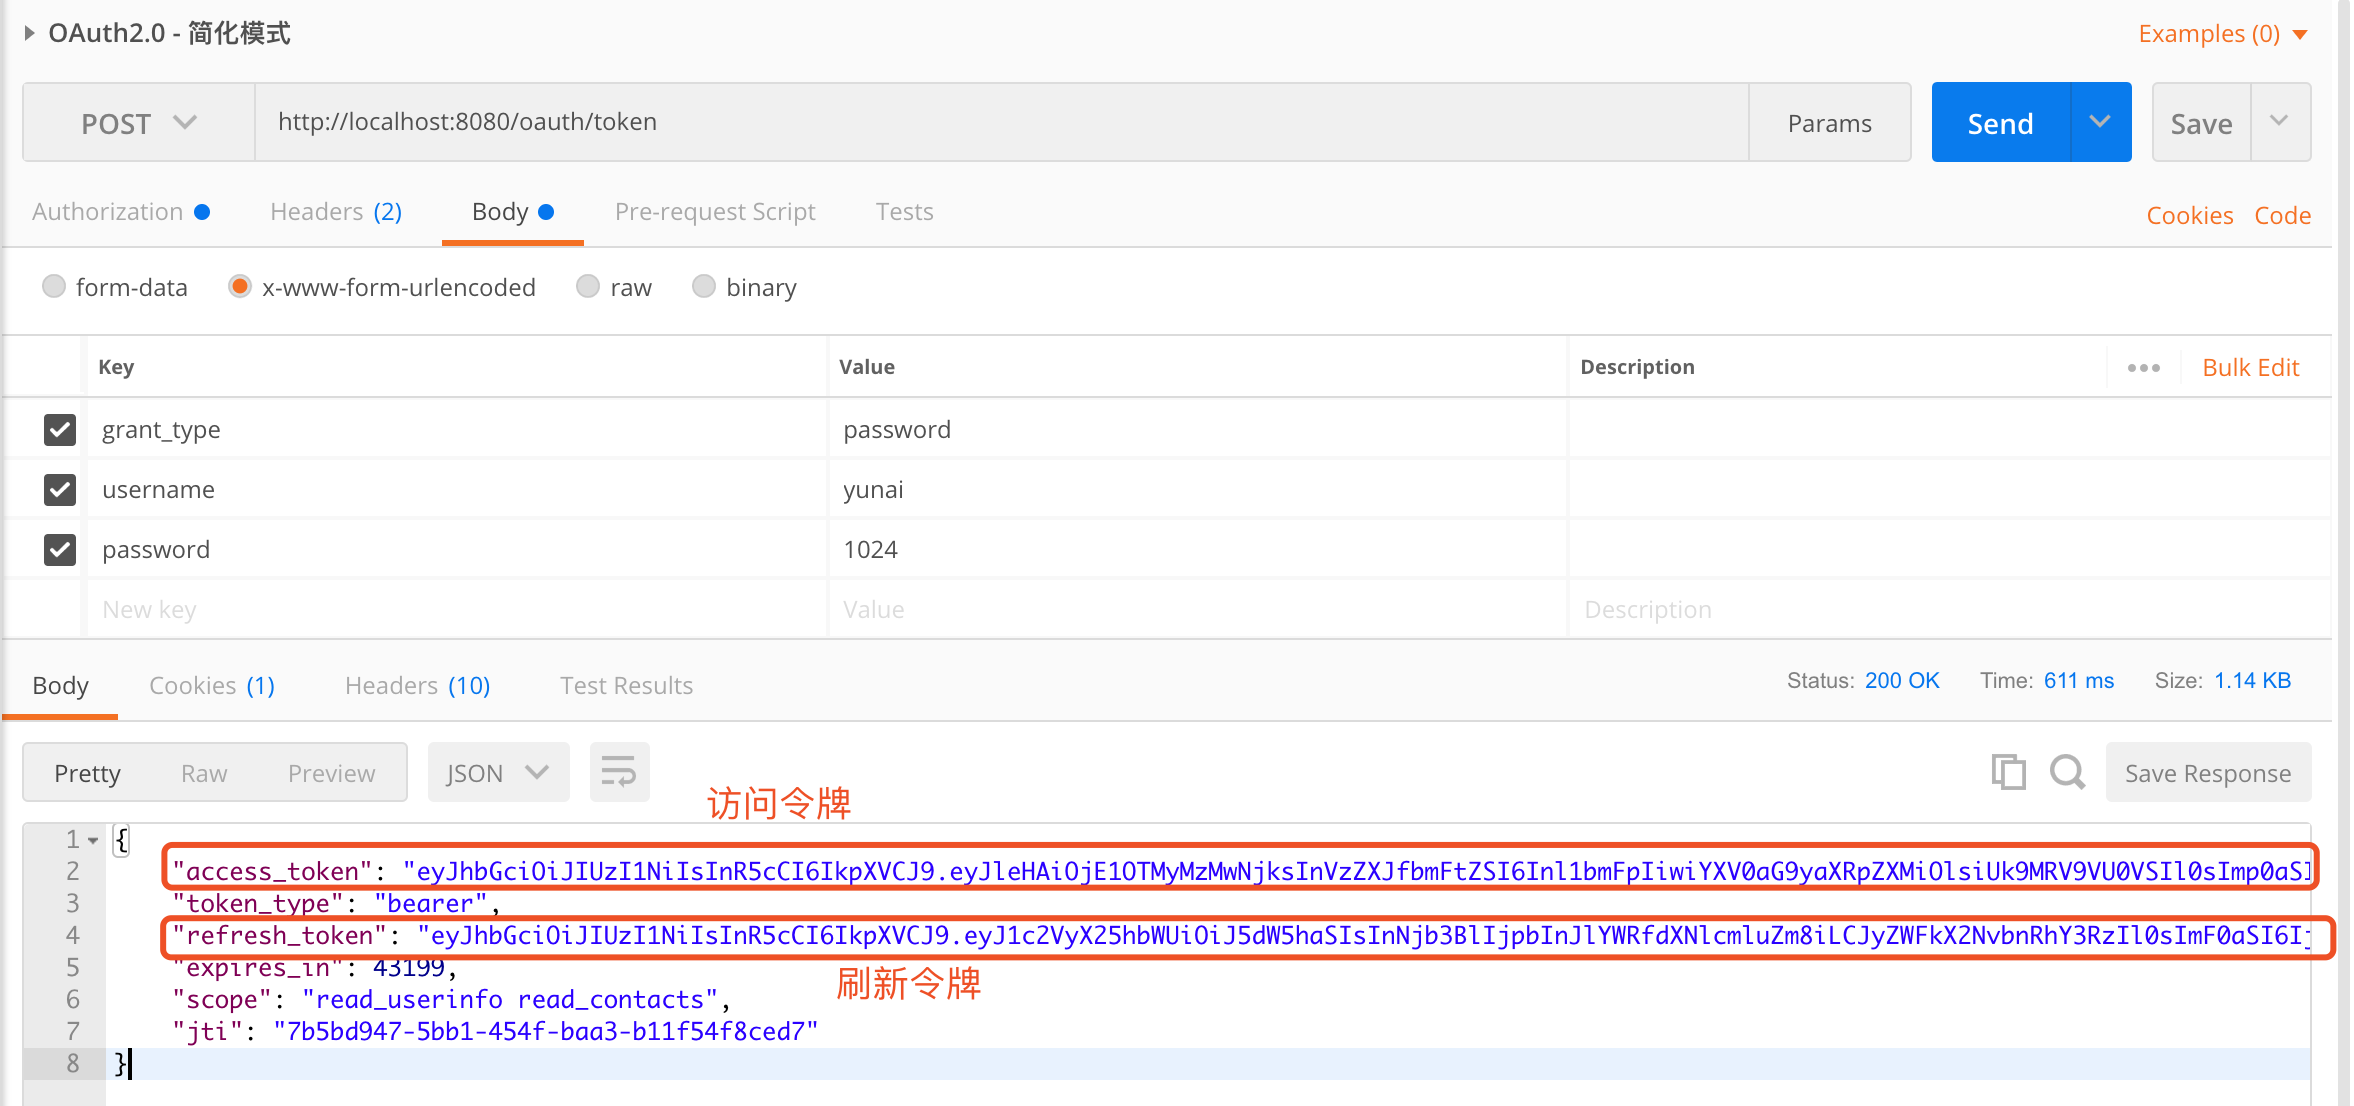 OAuth2.0 - 简化模式
Examples (0)
POST
http://localhost:8080/oauth/token
Params
Send
Save
Authorization
Headers (2)
Body
Pre-request Script
Tests
Cookies
Code
form-data
x-www-form-urlencoded
raw
binary
Key Value Description ••• Bulk Edit
grant_type password
username yunai
password 1024
New key Value Description
Body
Cookies (1)
Headers (10)
Test Results
Status: 200 OK
Time: 611 ms
Size: 1.14 KB
Pretty
Raw
Preview
JSON
Save Response
访问令牌
1 {
2 "access_token": "eyJhbGciOiJIUzI1NiIsInR5cCI6IkpXVCJ9.eyJleHAiOjE1OTMyMzMwNjksInVzZXJfbmFtZSI6Inl1bmFpIiwiYXV0aG9yaXRpZXMiOlsiUk9MRV9VU0VSIl0sImp0aSI
3 "token_type": "bearer",
4 "refresh_token": "eyJhbGciOiJIUzI1NiIsInR5cCI6IkpXVCJ9.eyJ1c2VyX25hbWUiOiJ5dW5haSIsInNjb3BlIjpbInJlYWRfdXNlcmluZm8iLCJyZWFkX2NvbnRhY3RzIl0sImF0aSI6Ij
5 "expires_in": 43199,
刷新令牌
6 "scope": "read_userinfo read_contacts",
7 "jti": "7b5bd947-5bb1-454f-baa3-b11f54f8ced7"
8 }